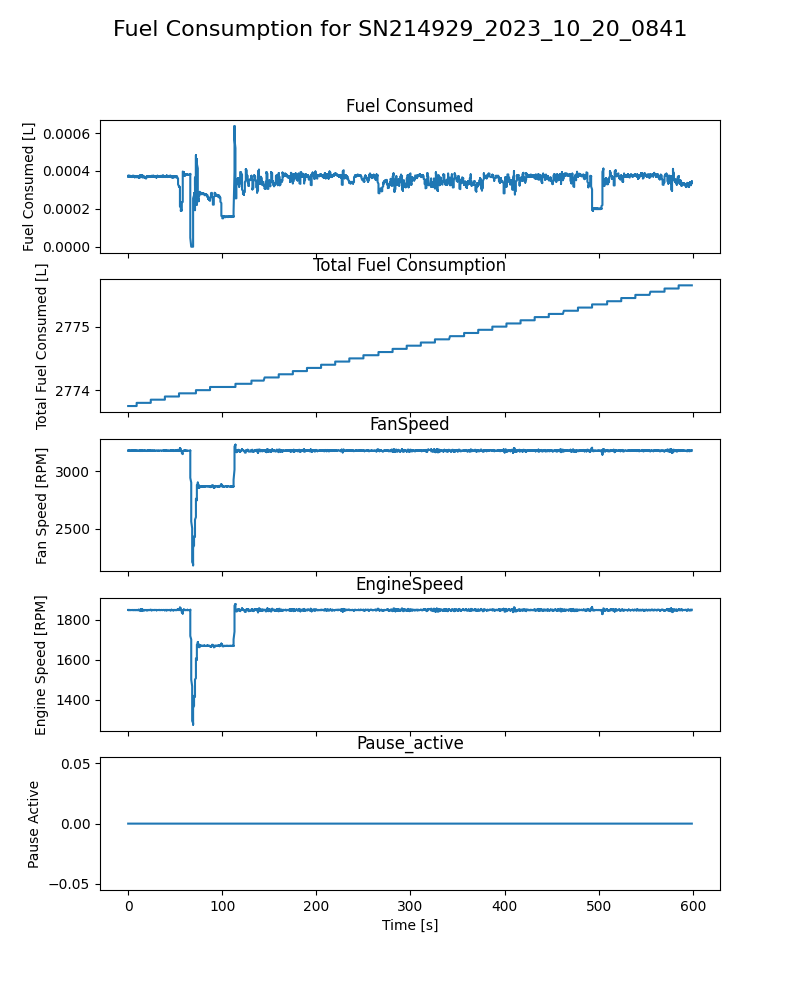 Fuel Consumption for SN214929_2023_10_20_0841
Fuel Consumed
Fuel Consumed [L]
0.0006
0.0004
0.0002
0.0000
Total Fuel Consumption
Total Fuel Consumed [L]
2775
2774
FanSpeed
Fan Speed [RPM]
3000
2500
EngineSpeed
Engine Speed [RPM]
1800
1600
1400
Pause_active
Pause Active
0.05
0.00
−0.05
0 100 200 300 400 500 600
Time [s]